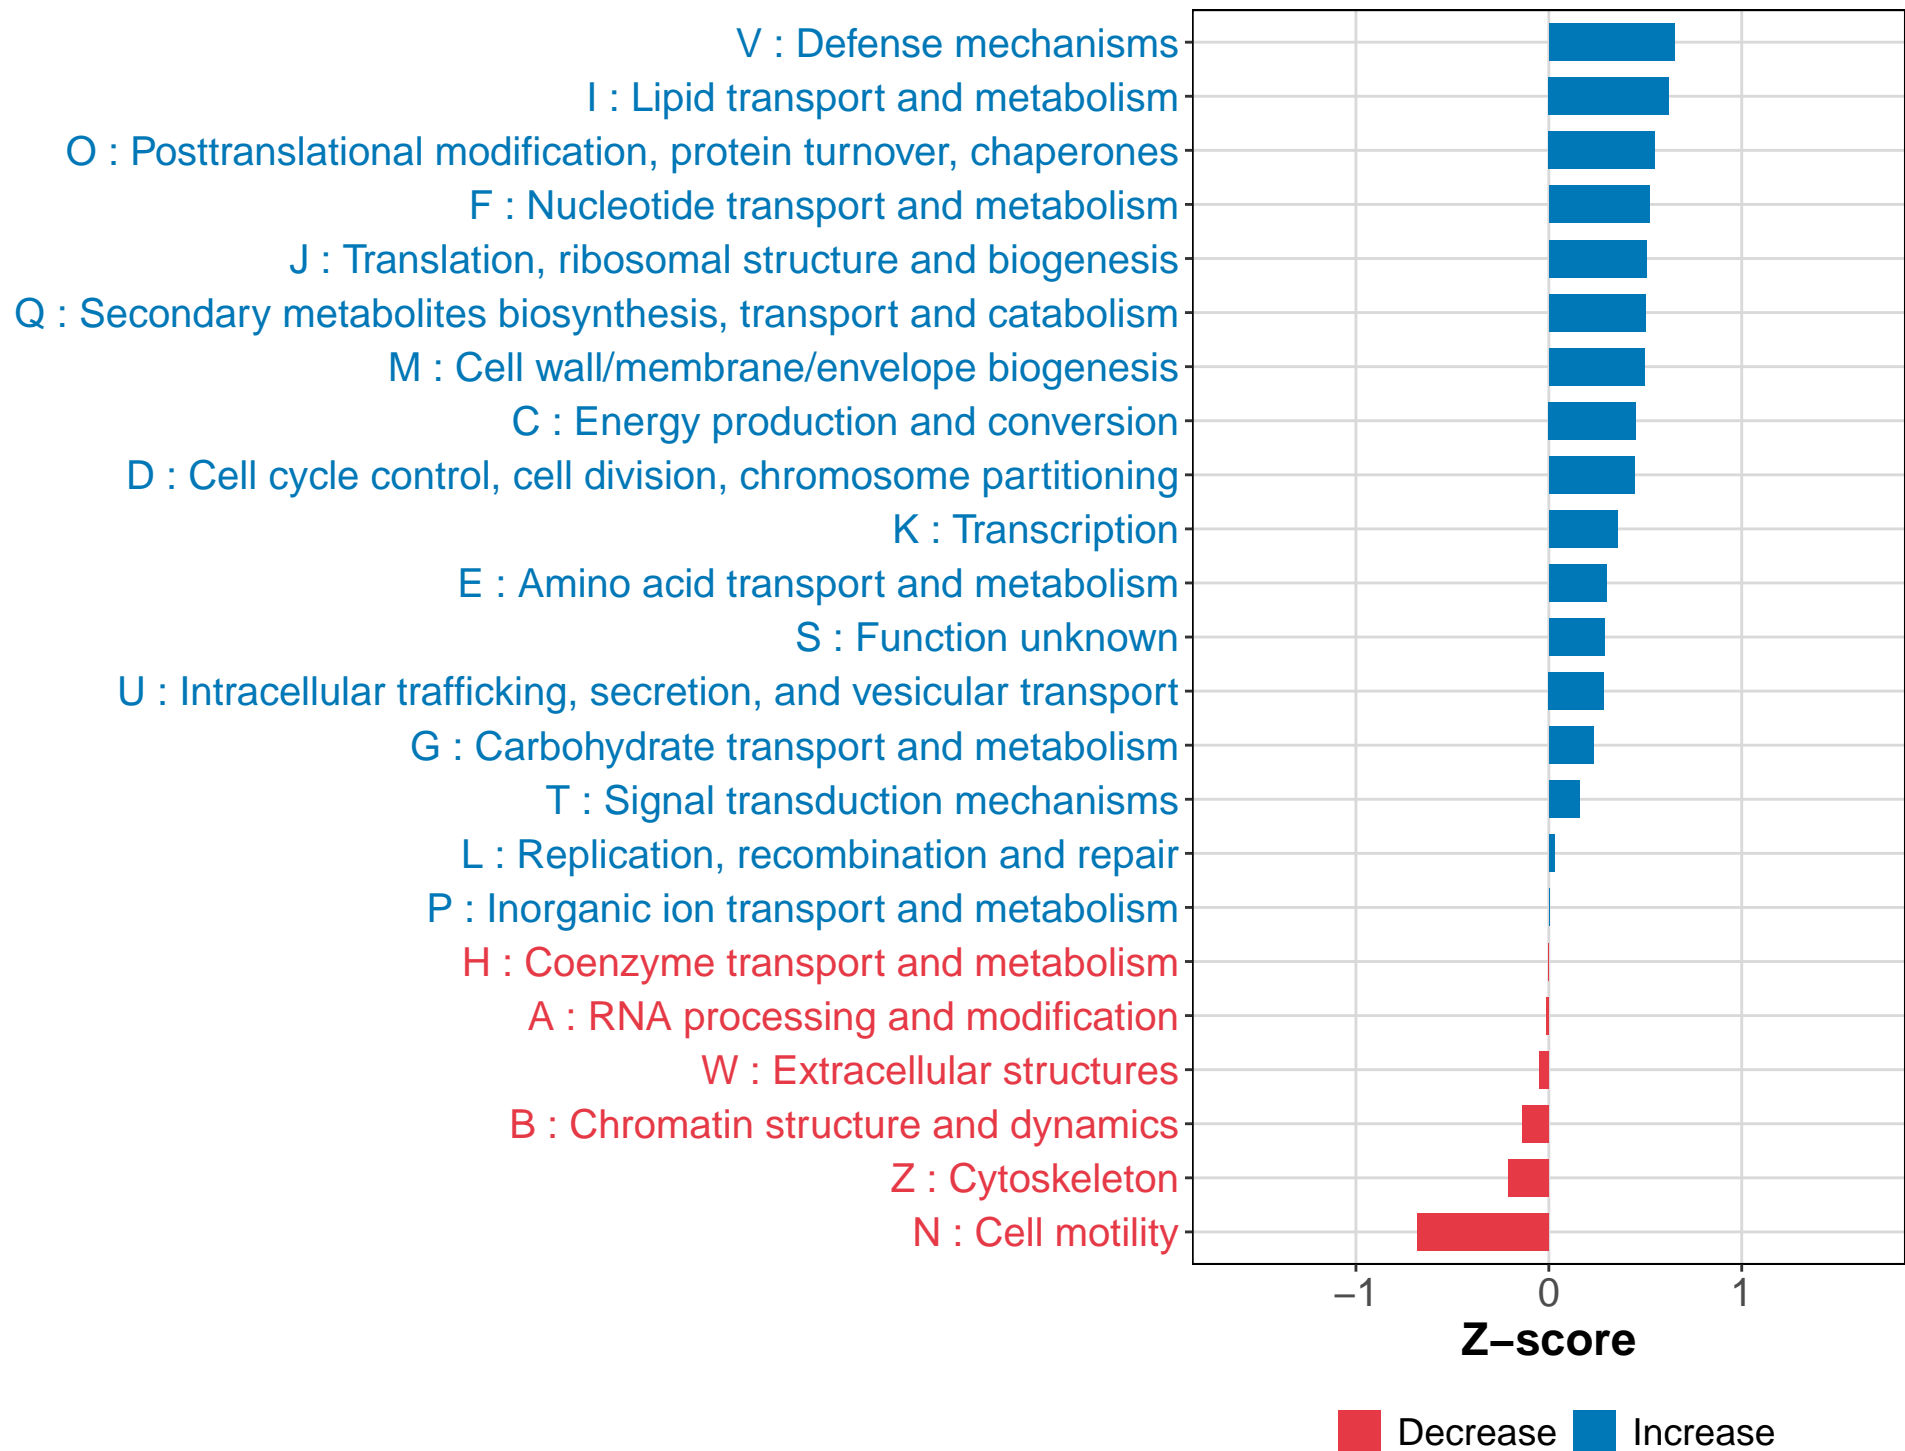 V : Defense mechanisms
I : Lipid transport and metabolism
O : Posttranslational modification, protein turnover, chaperones
F : Nucleotide transport and metabolism
J : Translation, ribosomal structure and biogenesis
Q : Secondary metabolites biosynthesis, transport and catabolism
M : Cell wall/membrane/envelope biogenesis
C : Energy production and conversion
D : Cell cycle control, cell division, chromosome partitioning
K : Transcription
E : Amino acid transport and metabolism
S : Function unknown
U : Intracellular trafficking, secretion, and vesicular transport
G : Carbohydrate transport and metabolism
T : Signal transduction mechanisms
L : Replication, recombination and repair
P : Inorganic ion transport and metabolism
H : Coenzyme transport and metabolism
A : RNA processing and modification
W : Extracellular structures
B : Chromatin structure and dynamics
Z : Cytoskeleton
N : Cell motility
−1 0 1
Z−score
Decrease Increase